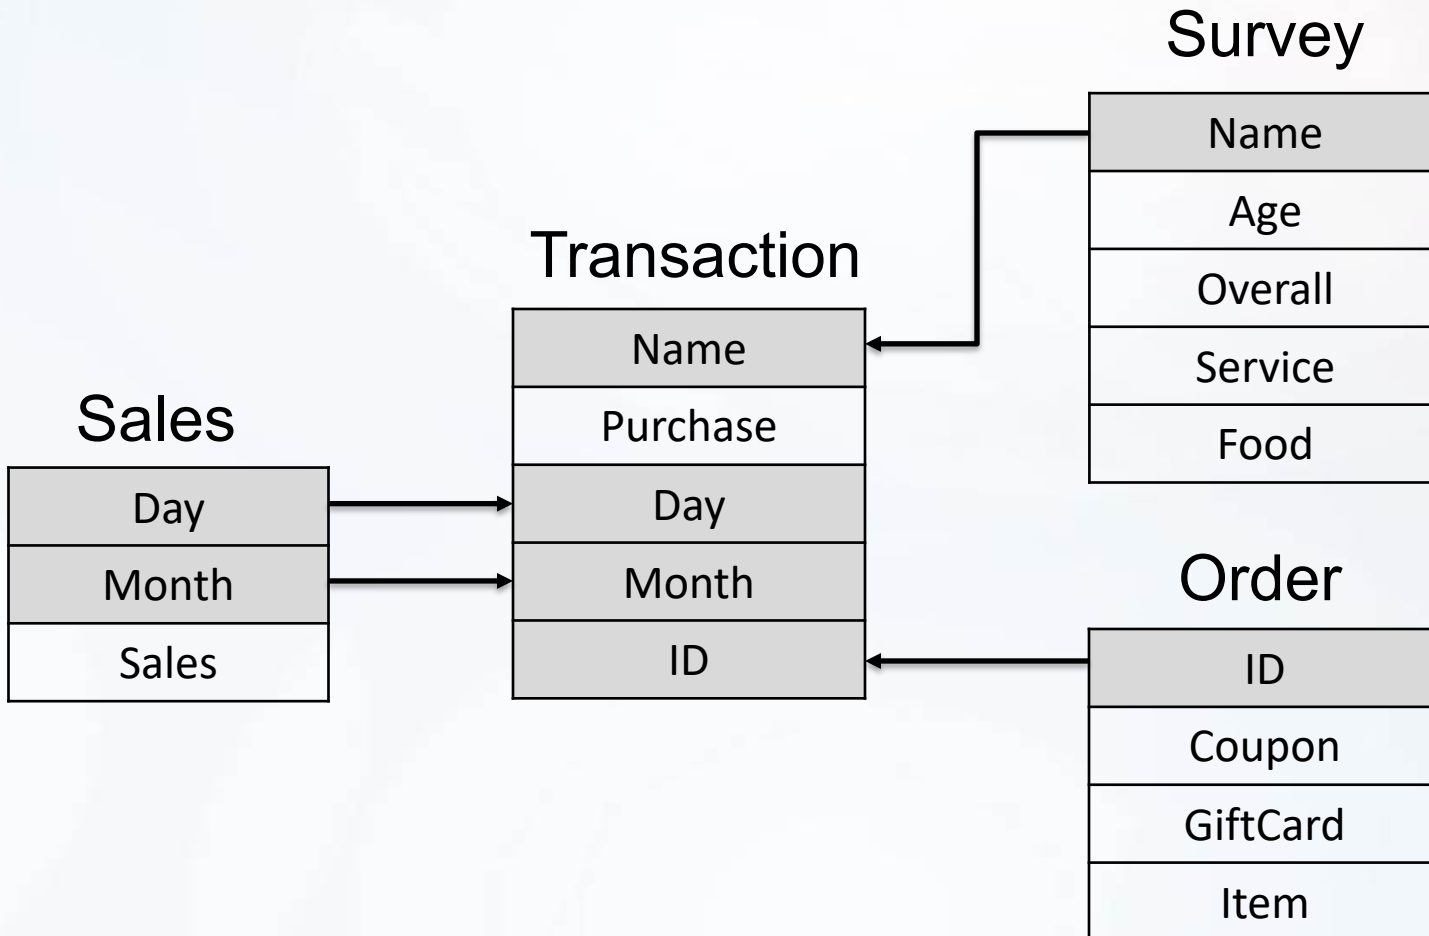 Survey
Name
Age
Overall
Service
Food
Transaction
Name
Purchase
Day
Month
ID
Sales
Day
Month
Sales
Order
ID
Coupon
GiftCard
Item